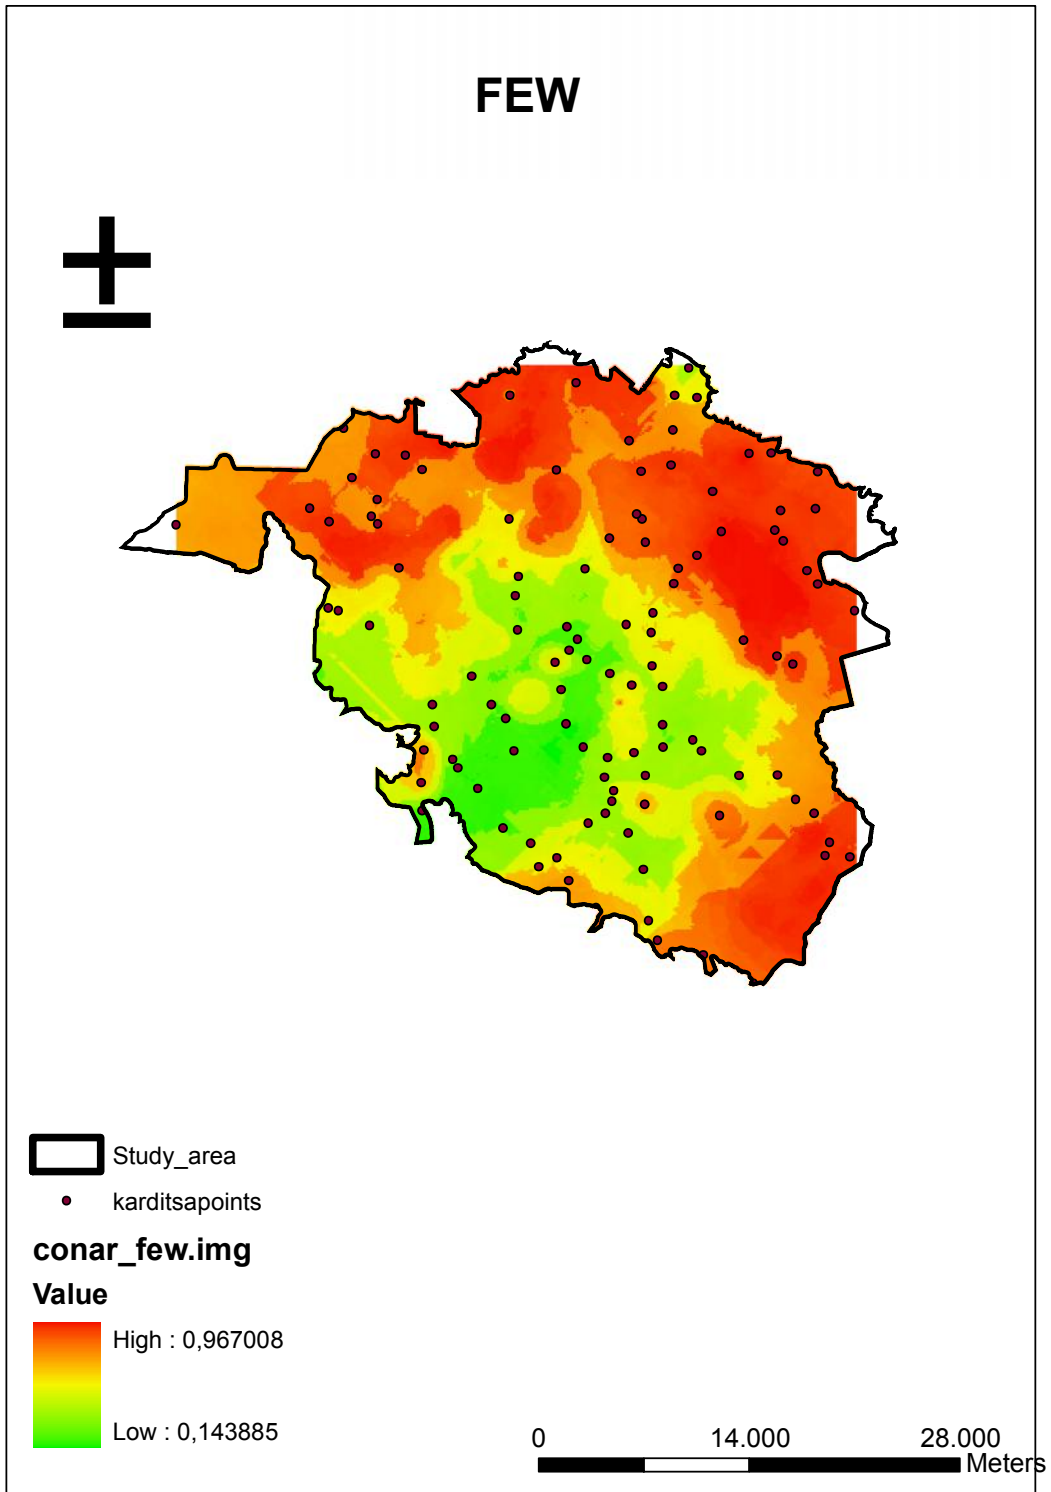 FEW
±
Study_area
karditsapoints
conar_few.img
Value
High : 0,967008
Low : 0,143885
0 14.000 28.000
Meters